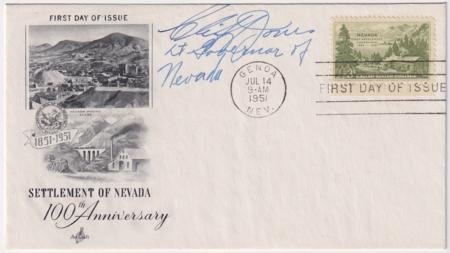 FIRST DAY OF ISSUE
Cliff Jones
Lt Governor of
Nevada
NEVADA
3¢
GENOA
JUL 14
9-AM
1951
NEV.
FIRST DAY OF ISSUE
1851-1951
SETTLEMENT OF NEVADA
100th Anniversary